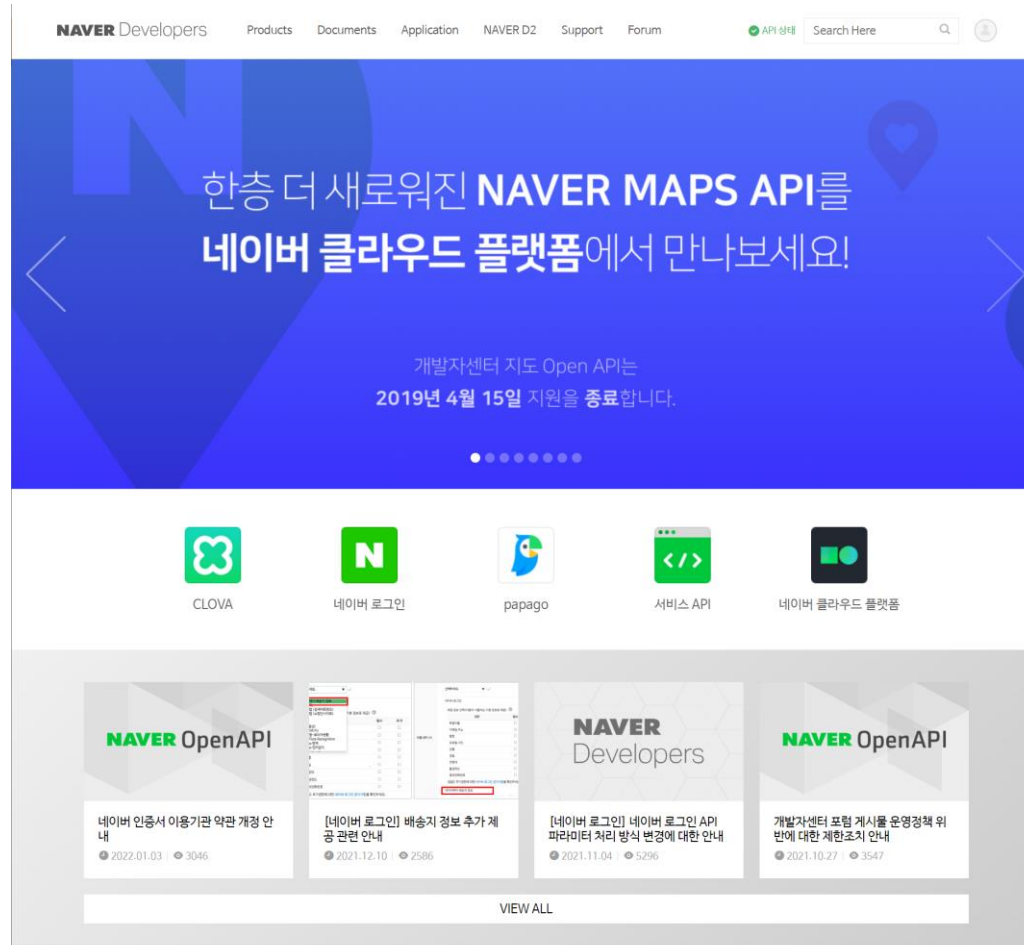 NAVER Developers Products Documents Application NAVER D2 Support Forum API 상태 Search Here
한층 더 새로워진 NAVER MAPS API를
네이버 클라우드 플랫폼에서 만나보세요!
개발자센터 지도 Open API는
2019년 4월 15일 지원을 종료합니다.
CLOVA
네이버 로그인
papago
서비스 API
네이버 클라우드 플랫폼
NAVER OpenAPI
네이버 인증서 이용기관 약관 개정 안
내
2022.01.03 3046
[네이버 로그인] 배송지 정보 추가 제
공 관련 안내
2021.12.10 2586
NAVER
Developers
[네이버 로그인] 네이버 로그인 API
파라미터 처리 방식 변경에 대한 안내
2021.11.04 5296
NAVER OpenAPI
개발자센터 포럼 게시물 운영정책 위
반에 대한 제한조치 안내
2021.10.27 3547
VIEW ALL